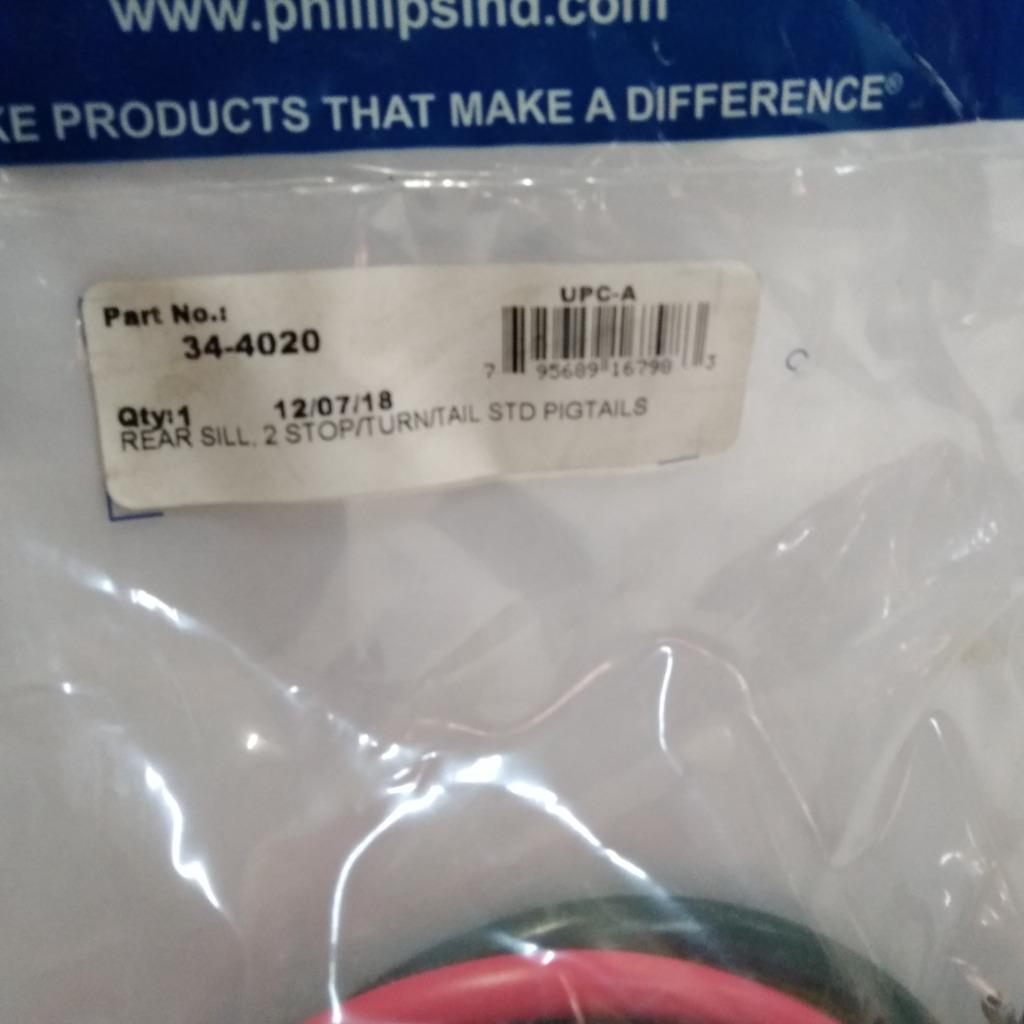 www.phillipsind.com
KE PRODUCTS THAT MAKE A DIFFERENCE®
Part No.:
34-4020
UPC-A
7 95689 16798 3
Qty:1 12/07/18
REAR SILL, 2 STOP/TURN/TAIL STD PIGTAILS